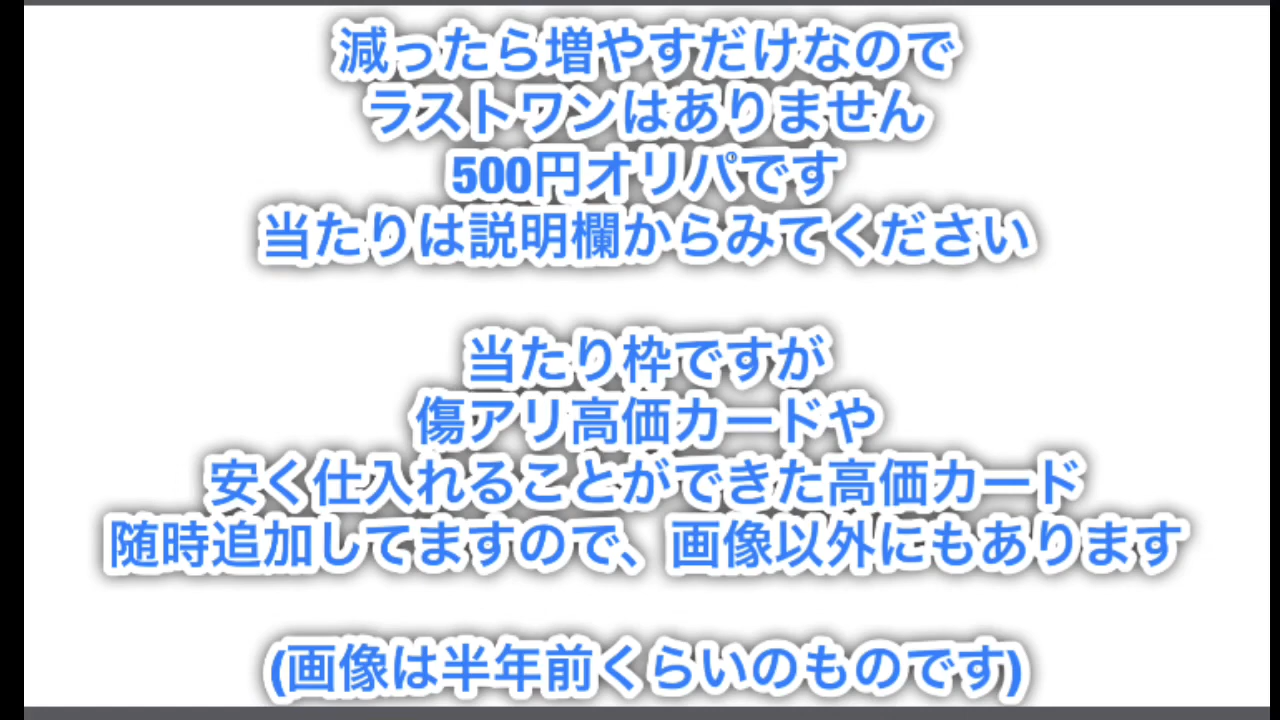 減ったら増やすだけなので
ラストワンはありません
500円オリパです
当たりは説明欄からみてください
当たり枠ですが
傷アリ高価カードや
安く仕入れることができた高価カード
随時追加してますので、画像以外にもあります
(画像は半年前くらいのものです)